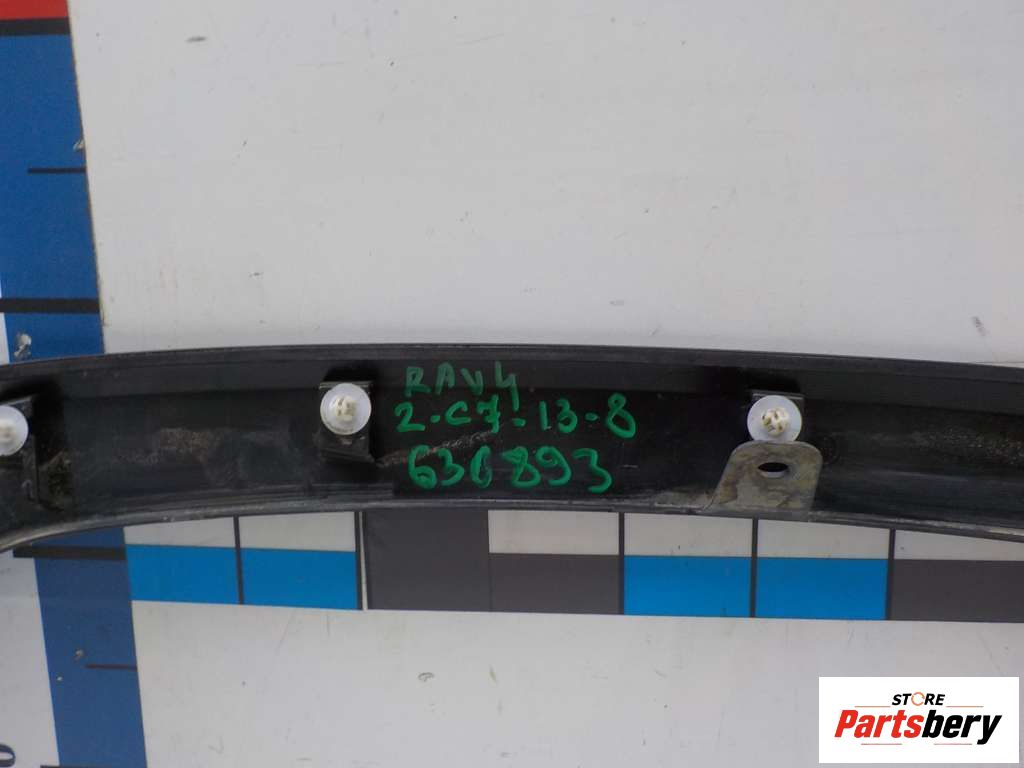 RAV4
2-C7-13-8
630893
STORE
Partsbery